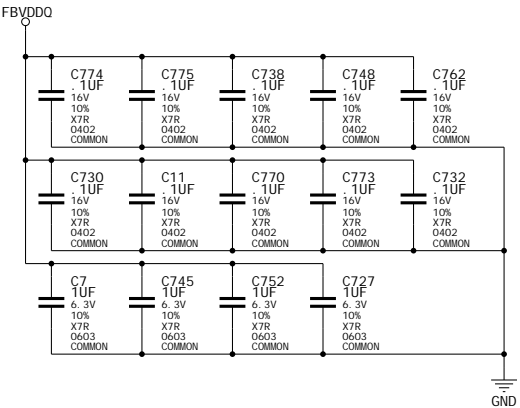 FBVDDQ
C774 C775 C738 C748 C762
.1UF .1UF .1UF .1UF .1UF
16V 16V 16V 16V 16V
10% 10% 10% 10% 10%
X7R X7R X7R X7R X7R
0402 0402 0402 0402 0402
COMMON COMMON COMMON COMMON COMMON
C730 C11 C770 C773 C732
.1UF .1UF .1UF .1UF .1UF
16V 16V 16V 16V 16V
10% 10% 10% 10% 10%
X7R X7R X7R X7R X7R
0402 0402 0402 0402 0402
COMMON COMMON COMMON COMMON COMMON
C7 C745 C752 C727
1UF 1UF 1UF 1UF
6.3V 6.3V 6.3V 6.3V
10% 10% 10% 10%
X7R X7R X7R X7R
0603 0603 0603 0603
COMMON COMMON COMMON COMMON
GND